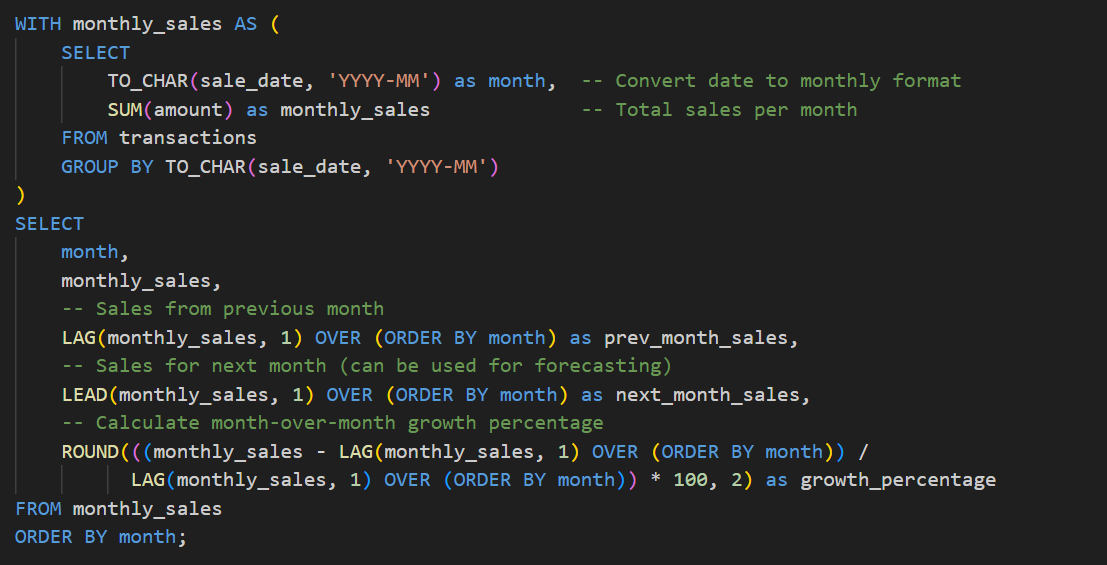 WITH monthly_sales AS (
    SELECT
        TO_CHAR(sale_date, 'YYYY-MM') as month,  -- Convert date to monthly format
        SUM(amount) as monthly_sales             -- Total sales per month
    FROM transactions
    GROUP BY TO_CHAR(sale_date, 'YYYY-MM')
)
SELECT
    month,
    monthly_sales,
    -- Sales from previous month
    LAG(monthly_sales, 1) OVER (ORDER BY month) as prev_month_sales,
    -- Sales for next month (can be used for forecasting)
    LEAD(monthly_sales, 1) OVER (ORDER BY month) as next_month_sales,
    -- Calculate month-over-month growth percentage
    ROUND(((monthly_sales - LAG(monthly_sales, 1) OVER (ORDER BY month)) /
          LAG(monthly_sales, 1) OVER (ORDER BY month)) * 100, 2) as growth_percentage
FROM monthly_sales
ORDER BY month;